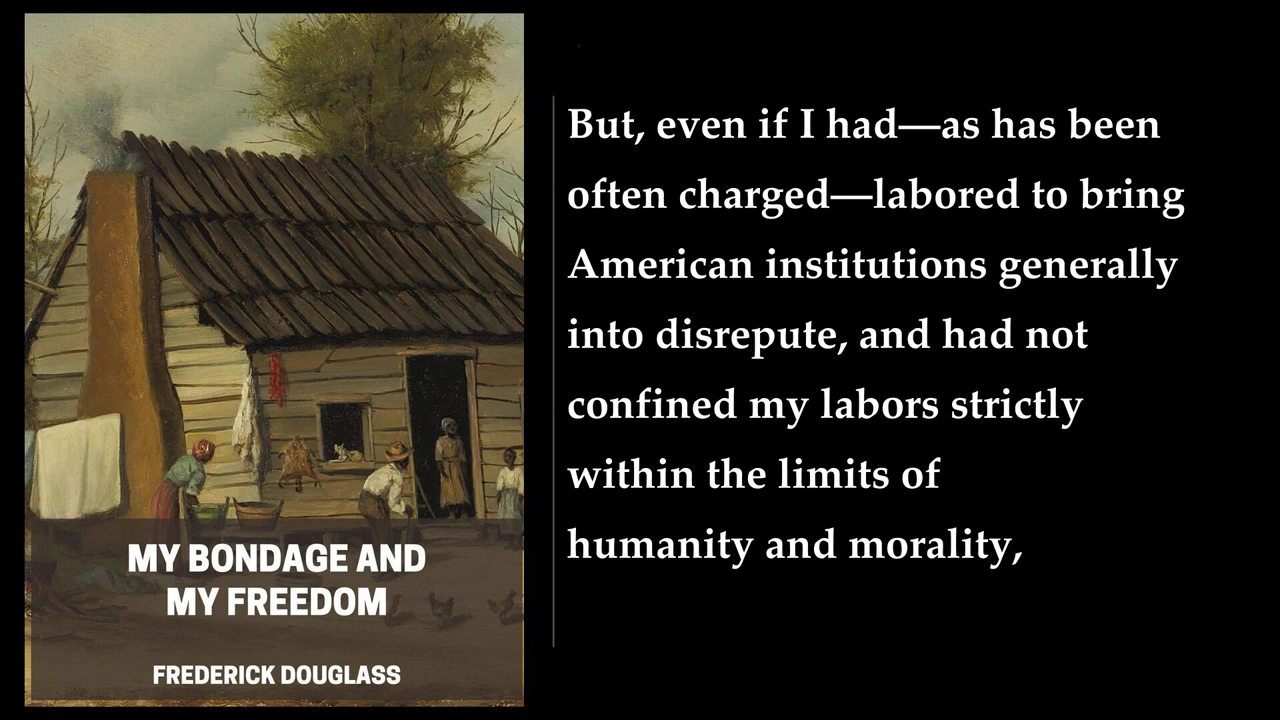 MY BONDAGE AND
MY FREEDOM
FREDERICK DOUGLASS
But, even if I had—as has been
often charged—labored to bring
American institutions generally
into disrepute, and had not
confined my labors strictly
within the limits of
humanity and morality,